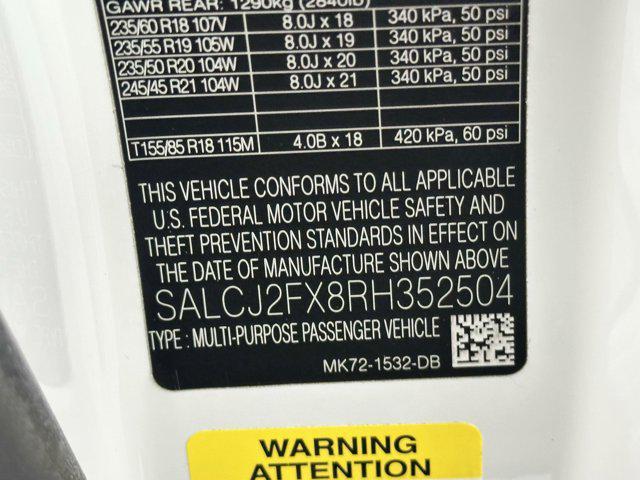 GAWR REAR: 1290kg (2840lb)
235/60 R18 107V 8.0J x 18 340 kPa, 50 psi
235/55 R19 105W 8.0J x 19 340 kPa, 50 psi
235/50 R20 104W 8.0J x 20 340 kPa, 50 psi
245/45 R21 104W 8.0J x 21 340 kPa, 50 psi
T155/85 R18 115M 4.0B x 18 420 kPa, 60 psi
THIS VEHICLE CONFORMS TO ALL APPLICABLE
U.S. FEDERAL MOTOR VEHICLE SAFETY AND
THEFT PREVENTION STANDARDS IN EFFECT ON
THE DATE OF MANUFACTURE SHOWN ABOVE
SALCJ2FX8RH352504
TYPE : MULTI-PURPOSE PASSENGER VEHICLE
MK72-1532-DB
WARNING
ATTENTION